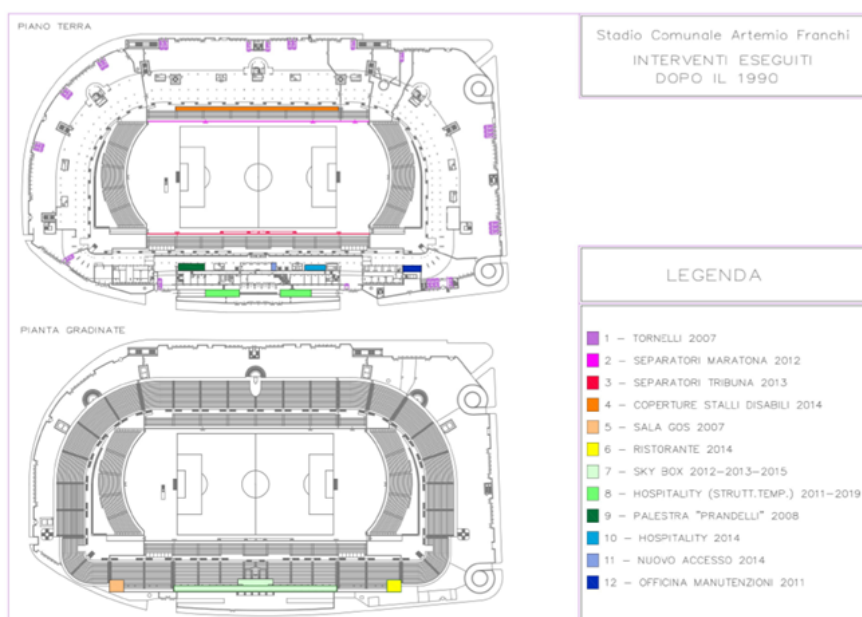 PIANO TERRA
Stadio Comunale Artemio Franchi
INTERVENTI ESEGUITI
DOPO IL 1990
PIANTA GRADINATE
LEGENDA
1 – TORNELLI 2007
2 – SEPARATORI MARATONA 2012
3 – SEPARATORI TRIBUNA 2013
4 – COPERTURE STALLI DISABILI 2014
5 – SALA GOS 2007
6 – RISTORANTE 2014
7 – SKY BOX 2012–2013–2015
8 – HOSPITALITY (STRUTT.TEMP.) 2011–2019
9 – PALESTRA "PRANDELLI" 2008
10 – HOSPITALITY 2014
11 – NUOVO ACCESSO 2014
12 – OFFICINA MANUTENZIONI 2011